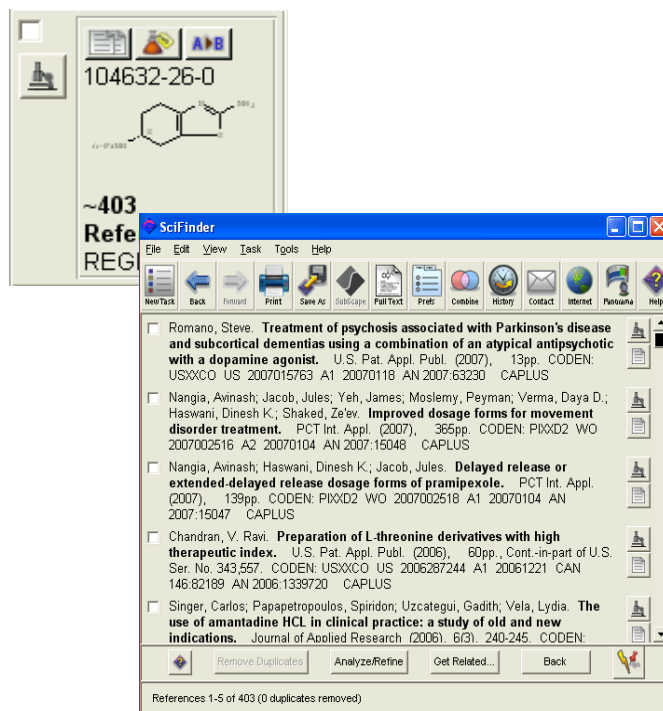 A▶B
104632-26-0
~403
Refe
REGI
SciFinder
File Edit View Task Tools Help
New Task Back Forward Print Save As SubScape Full Text Prefs Combine History Contact Internet Panorama Help
Romano, Steve. Treatment of psychosis associated with Parkinson's disease
and subcortical dementias using a combination of an atypical antipsychotic
with a dopamine agonist. U.S. Pat. Appl. Publ. (2007), 13pp. CODEN:
USXXCO US 2007015763 A1 20070118 AN 2007:63230 CAPLUS
Nangia, Avinash; Jacob, Jules; Yeh, James; Moslemy, Peyman; Verma, Daya D.;
Haswani, Dinesh K.; Shaked, Ze'ev. Improved dosage forms for movement
disorder treatment. PCT Int. Appl. (2007), 365pp. CODEN: PIXXD2 WO
2007002516 A2 20070104 AN 2007:15048 CAPLUS
Nangia, Avinash; Haswani, Dinesh K.; Jacob, Jules. Delayed release or
extended-delayed release dosage forms of pramipexole. PCT Int. Appl.
(2007), 139pp. CODEN: PIXXD2 WO 2007002518 A1 20070104 AN
2007:15047 CAPLUS
Chandran, V. Ravi. Preparation of L-threonine derivatives with high
therapeutic index. U.S. Pat. Appl. Publ. (2006), 60pp., Cont.-in-part of U.S.
Ser. No. 343,557. CODEN: USXXCO US 2006287244 A1 20061221 CAN
146:82189 AN 2006:1339720 CAPLUS
Singer, Carlos; Papapetropoulos, Spiridon; Uzcategui, Gadith; Vela, Lydia. The
use of amantadine HCL in clinical practice: a study of old and new
indications. Journal of Applied Research (2006), 6(3), 240-245. CODEN:
Remove Duplicates Analyze/Refine Get Related... Back
References 1-5 of 403 (0 duplicates removed)